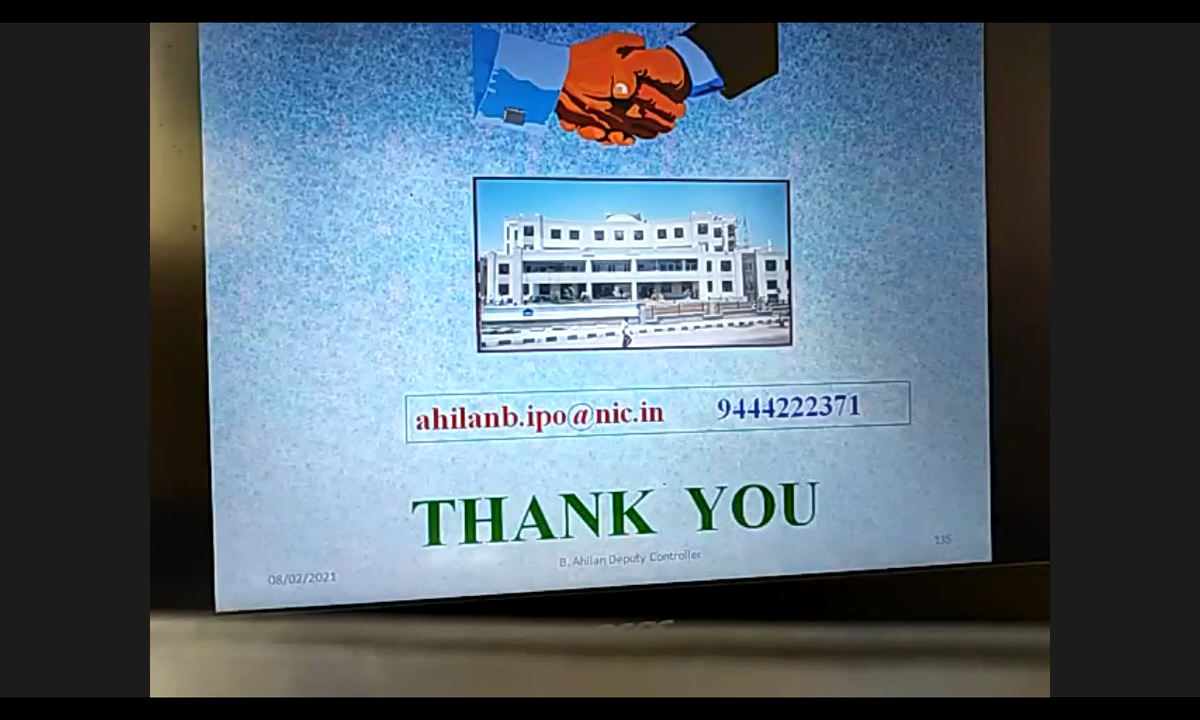 ahilanb.ipo@nic.in 9444222371
THANK YOU
B. Ahilan Deputy Controller
135
08/02/2021